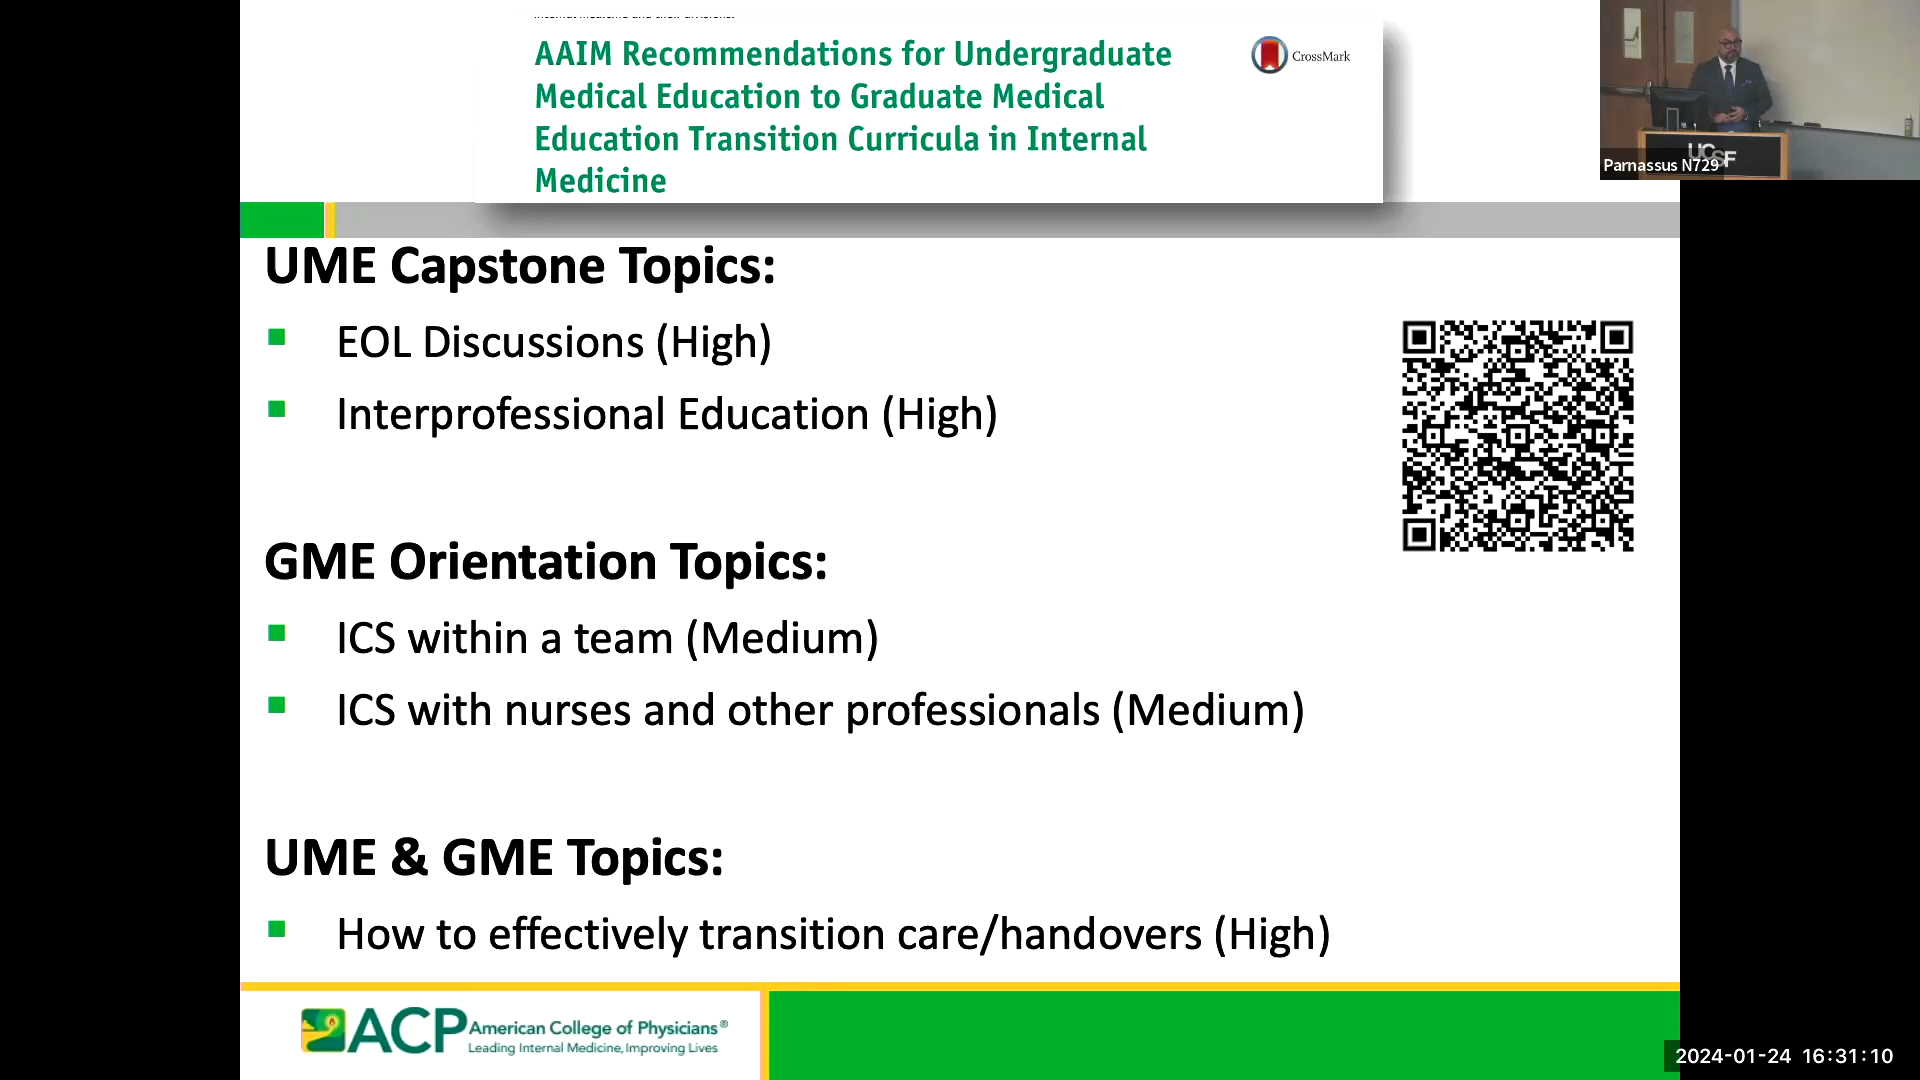 AAIM Recommendations for Undergraduate
Medical Education to Graduate Medical
Education Transition Curricula in Internal
Medicine
CrossMark
UCSF
Parnassus N729
UME Capstone Topics:
EOL Discussions (High)
Interprofessional Education (High)
GME Orientation Topics:
ICS within a team (Medium)
ICS with nurses and other professionals (Medium)
UME & GME Topics:
How to effectively transition care/handovers (High)
ACP American College of Physicians®
Leading Internal Medicine, Improving Lives
2024-01-24 16:31:10